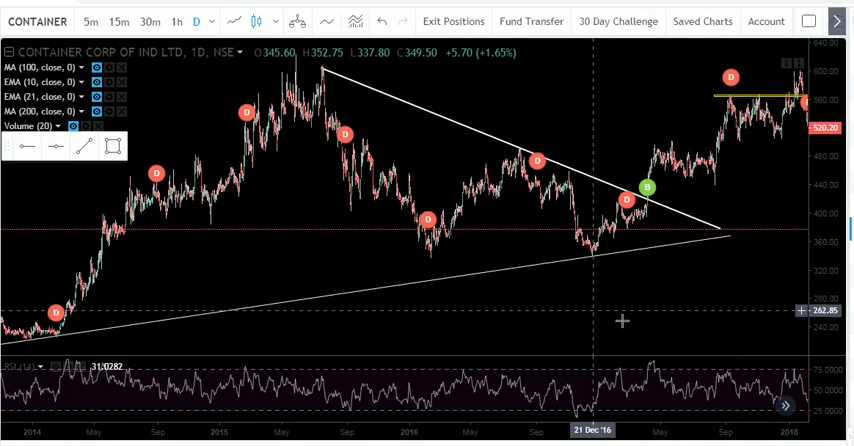 CONTAINER 5m 15m 30m 1h D Exit Positions Fund Transfer 30 Day Challenge Saved Charts Account
CONTAINER CORP OF IND LTD, 1D, NSE O345.60 H352.75 L337.80 C349.50 +5.70 (+1.65%)
640.00
MA (100, close, 0)
600.00
D
EMA (10, close, 0)
EMA (21, close, 0)
560.00
MA (200, close, 0)
D
Volume (20)
520.20
D
D
480.00
D
B
440.00
D
D
400.00
360.00
320.00
D
262.85
240.00
RSI (14) 31.0282
75.0000
50.0000
25.0000
2014 May Sep 2015 May Sep 2016 May Sep 21 Dec '16 May Sep 2018